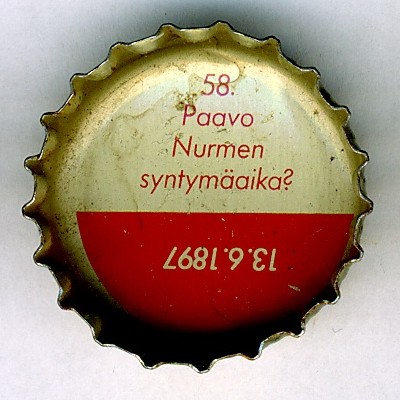 58.
Paavo
Nurmen
syntymäaika?
13.6.1897